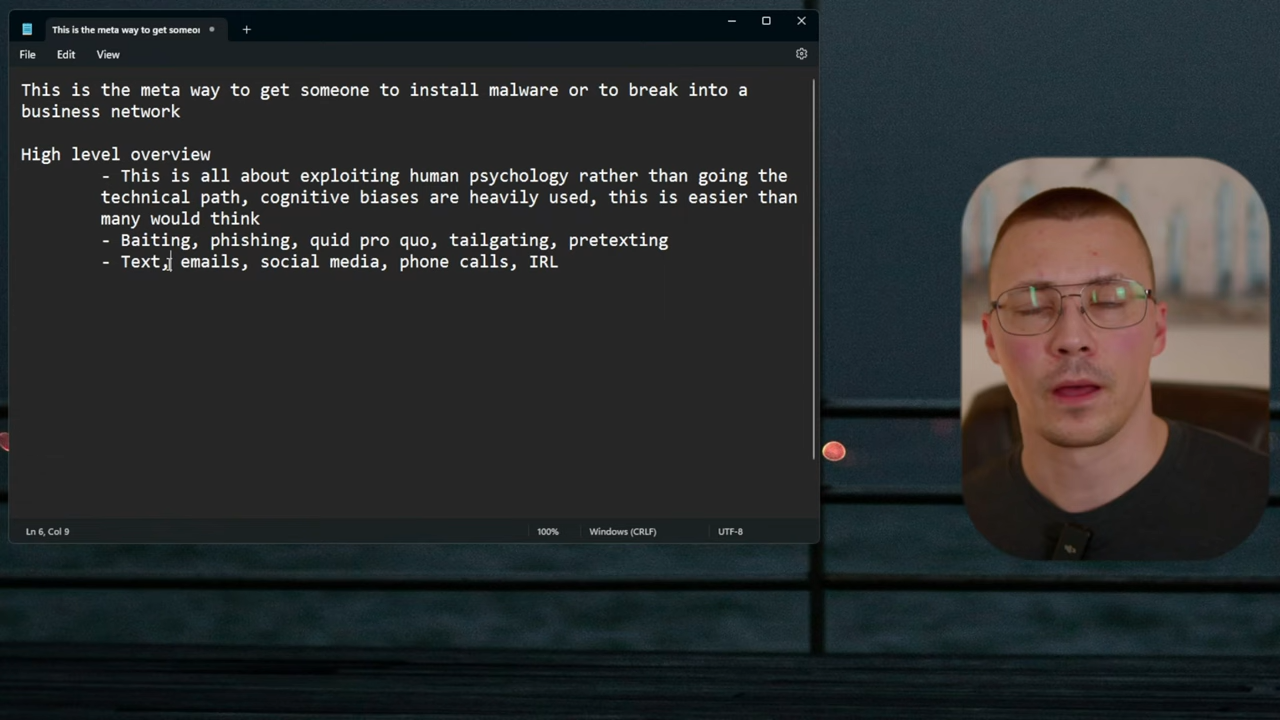 This is the meta way to get someo
File Edit View
This is the meta way to get someone to install malware or to break into a
business network
High level overview
- This is all about exploiting human psychology rather than going the
technical path, cognitive biases are heavily used, this is easier than
many would think
- Baiting, phishing, quid pro quo, tailgating, pretexting
- Text, emails, social media, phone calls, IRL
Ln 6, Col 9 100% Windows (CRLF) UTF-8